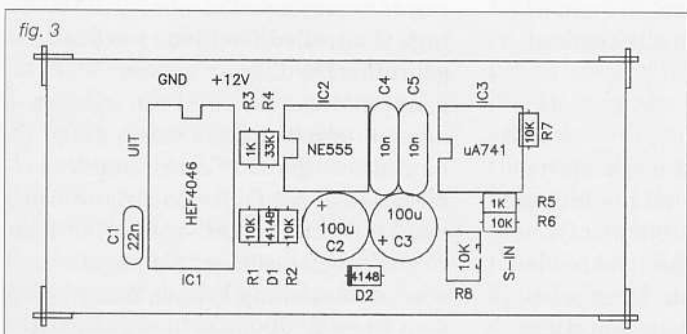 fig. 3
GND +12V
UIT
HEF4046
IC1
C1
22n
R3
R4
1K
33K
IC2
NE555
C4
C5
10n
10n
IC3
uA741
10K
R7
10K
4148
10K
R1
D1
R2
+
100u
C2
100u
+ C3
4148
D2
1K R5
10K R6
10K
R8
S-IN